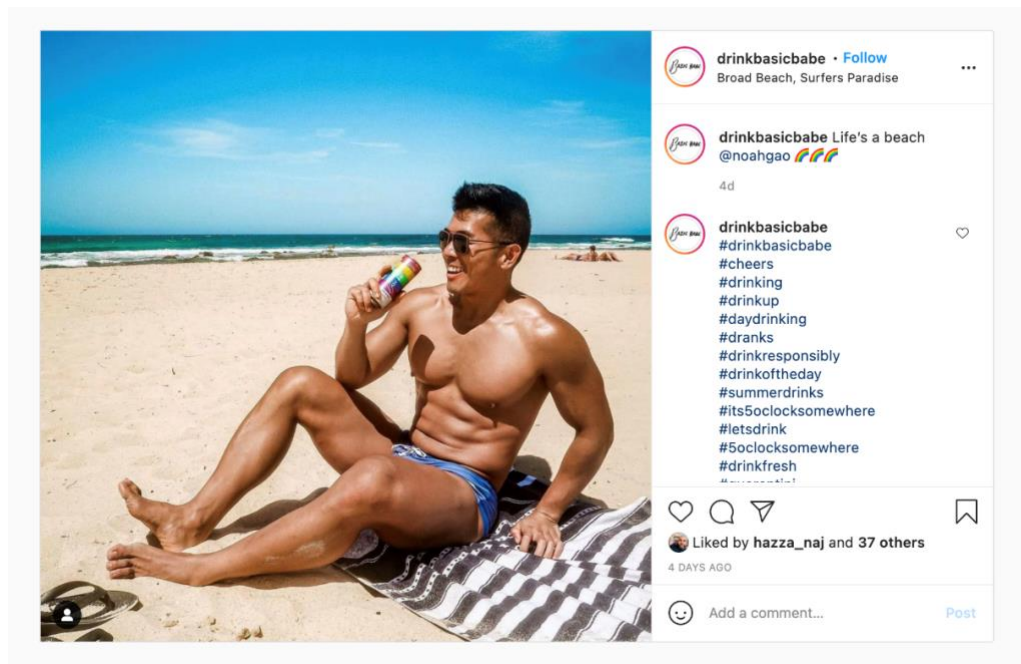 drinkbasicbabe • Follow
Broad Beach, Surfers Paradise
drinkbasicbabe Life's a beach
@noahgao 🌈🌈🌈
4d
drinkbasicbabe
#drinkbasicbabe
#cheers
#drinking
#drinkup
#daydrinking
#dranks
#drinkresponsibly
#drinkoftheday
#summerdrinks
#its5oclocksomewhere
#letsdrink
#5oclocksomewhere
#drinkfresh
Liked by hazza_naj and 37 others
4 DAYS AGO
Add a comment...
Post